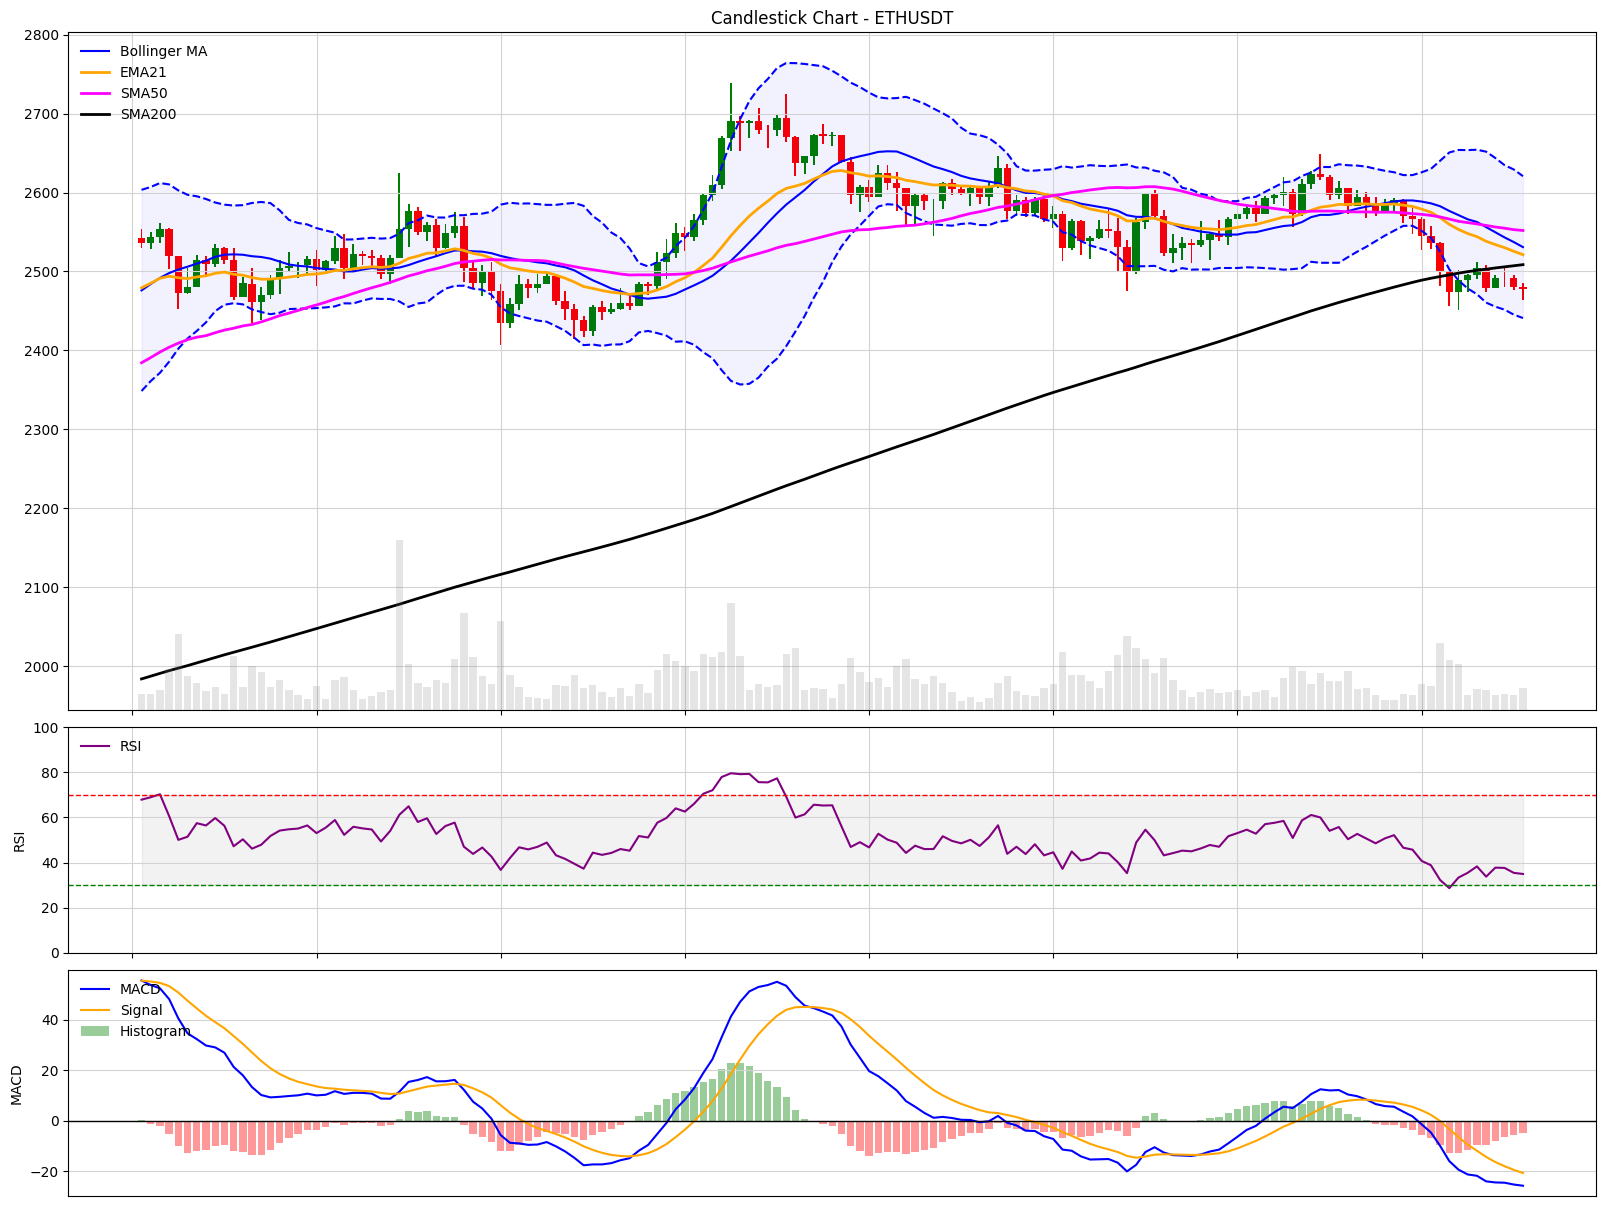 Candlestick Chart - ETHUSDT
2800
2700
2600
2500
2400
2300
2200
2100
2000
Bollinger MA
EMA21
SMA50
SMA200
100
80
60
40
20
0
RSI
RSI
40
20
0
−20
MACD
MACD
Signal
Histogram